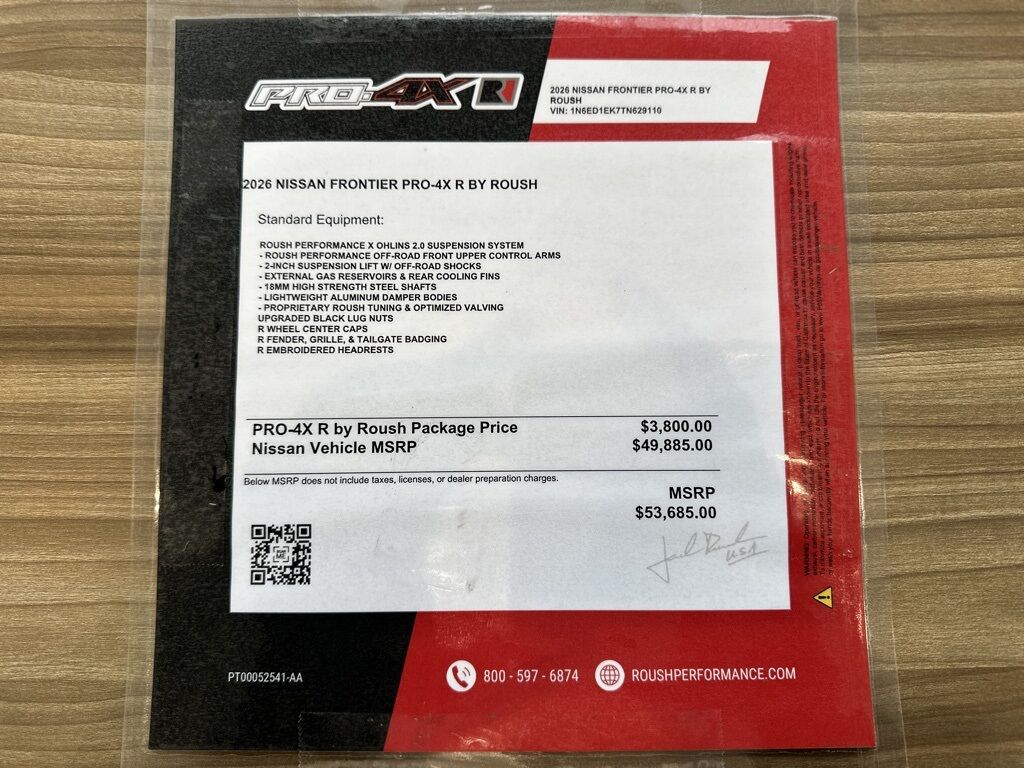 PRO-4X R
2026 NISSAN FRONTIER PRO-4X R BY
ROUSH
VIN: 1N6ED1EK7TN629110
2026 NISSAN FRONTIER PRO-4X R BY ROUSH
Standard Equipment:
ROUSH PERFORMANCE X OHLINS 2.0 SUSPENSION SYSTEM
- ROUSH PERFORMANCE OFF-ROAD FRONT UPPER CONTROL ARMS
- 2-INCH SUSPENSION LIFT W/ OFF-ROAD SHOCKS
- EXTERNAL GAS RESERVOIRS & REAR COOLING FINS
- 18MM HIGH STRENGTH STEEL SHAFTS
- LIGHTWEIGHT ALUMINUM DAMPER BODIES
- PROPRIETARY ROUSH TUNING & OPTIMIZED VALVING
UPGRADED BLACK LUG NUTS
R WHEEL CENTER CAPS
R FENDER, GRILLE, & TAILGATE BADGING
R EMBROIDERED HEADRESTS
PRO-4X R by Roush Package Price $3,800.00
Nissan Vehicle MSRP $49,885.00
Below MSRP does not include taxes, licenses, or dealer preparation charges.
MSRP
$53,685.00
USA
PT00052541-AA
800 - 597 - 6874
ROUSHPERFORMANCE.COM
WARNING: